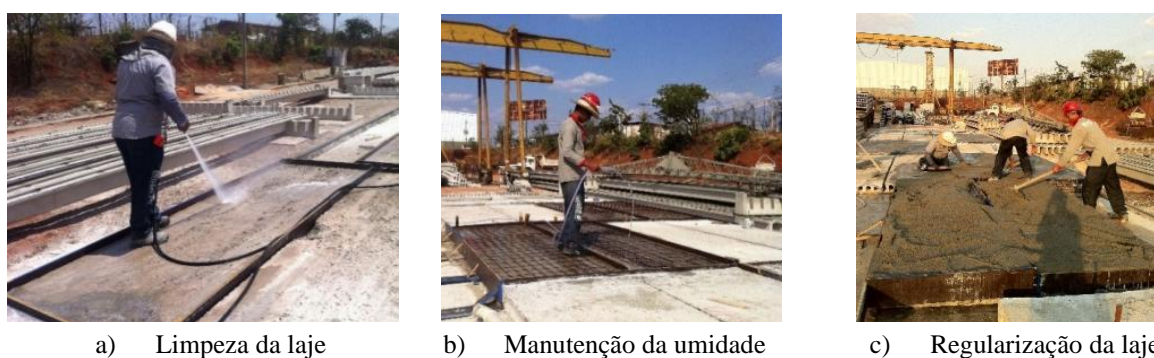 a) Limpeza da laje
b) Manutenção da umidade
c) Regularização da laje